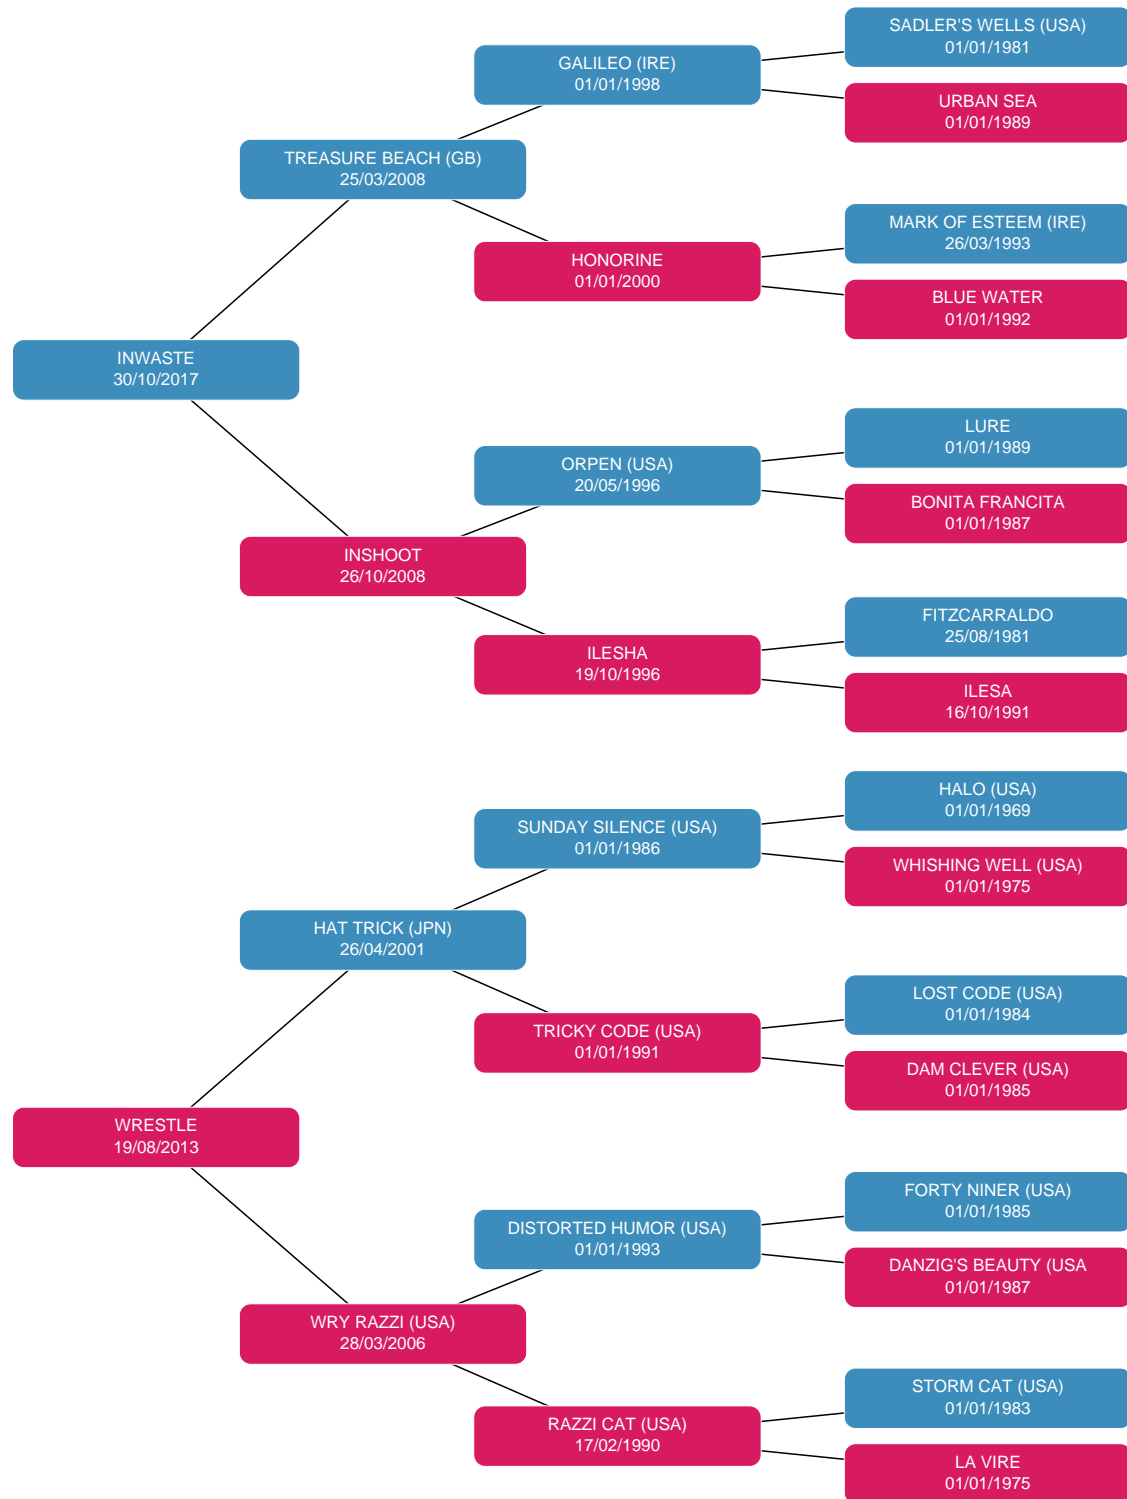 SADLER'S WELLS (USA)
01/01/1981
GALILEO (IRE)
01/01/1998
URBAN SEA
01/01/1989
TREASURE BEACH (GB)
25/03/2008
MARK OF ESTEEM (IRE)
26/03/1993
HONORINE
01/01/2000
BLUE WATER
01/01/1992
INWASTE
30/10/2017
LURE
01/01/1989
ORPEN (USA)
20/05/1996
BONITA FRANCITA
01/01/1987
INSHOOT
26/10/2008
FITZCARRALDO
25/08/1981
ILESHA
19/10/1996
ILESA
16/10/1991
HALO (USA)
01/01/1969
SUNDAY SILENCE (USA)
01/01/1986
WHISHING WELL (USA)
01/01/1975
HAT TRICK (JPN)
26/04/2001
LOST CODE (USA)
01/01/1984
TRICKY CODE (USA)
01/01/1991
DAM CLEVER (USA)
01/01/1985
WRESTLE
19/08/2013
FORTY NINER (USA)
01/01/1985
DISTORTED HUMOR (USA)
01/01/1993
DANZIG'S BEAUTY (USA
01/01/1987
WRY RAZZI (USA)
28/03/2006
STORM CAT (USA)
01/01/1983
RAZZI CAT (USA)
17/02/1990
LA VIRE
01/01/1975